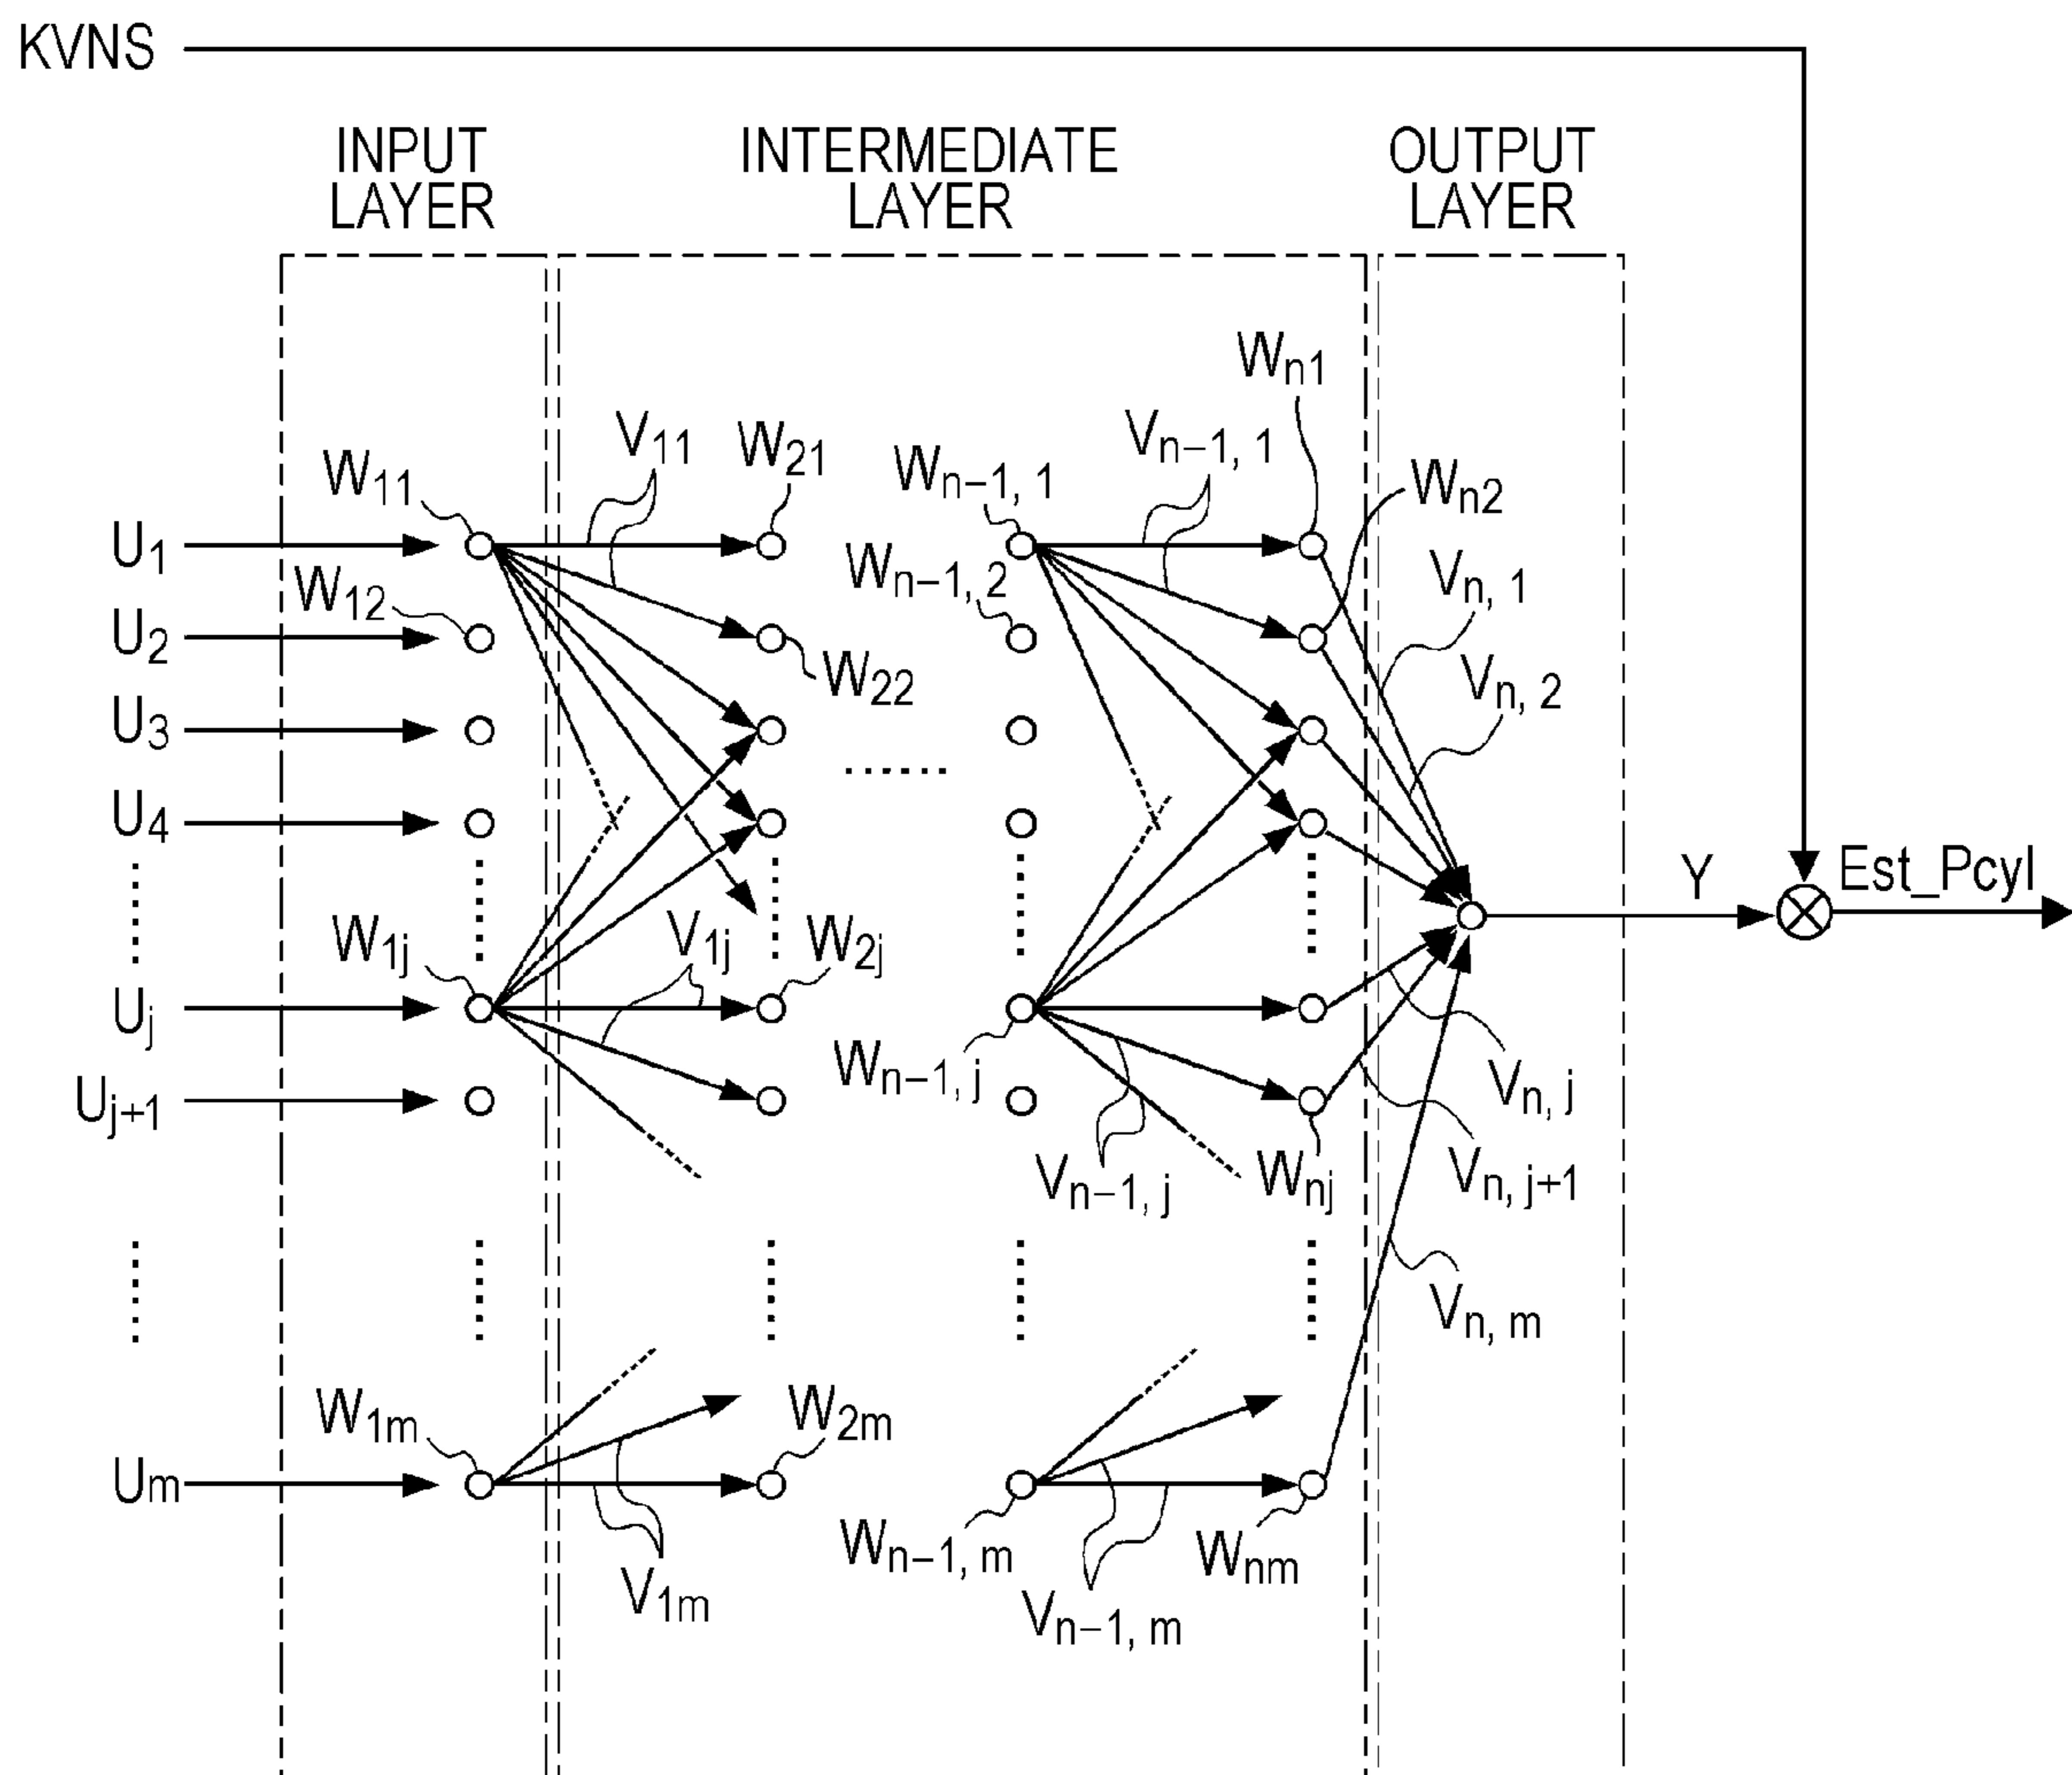 KVNS
INPUT
LAYER
INTERMEDIATE
LAYER
OUTPUT
LAYER
Wn1
V11
W21
Vn−1, 1
W11
Wn−1, 1
Wn2
U1
W12
Wn−1, 2
Vn, 1
U2
W22
Vn, 2
U3
......
U4
Y
Est_Pcyl
W1j
V1j
W2j
Uj
Wn−1, j
Vn, j
Uj+1
Vn−1, j
Wnj
Vn, j+1
Vn, m
W1m
W2m
Um
Wn−1, m
Wnm
V1m
Vn−1, m